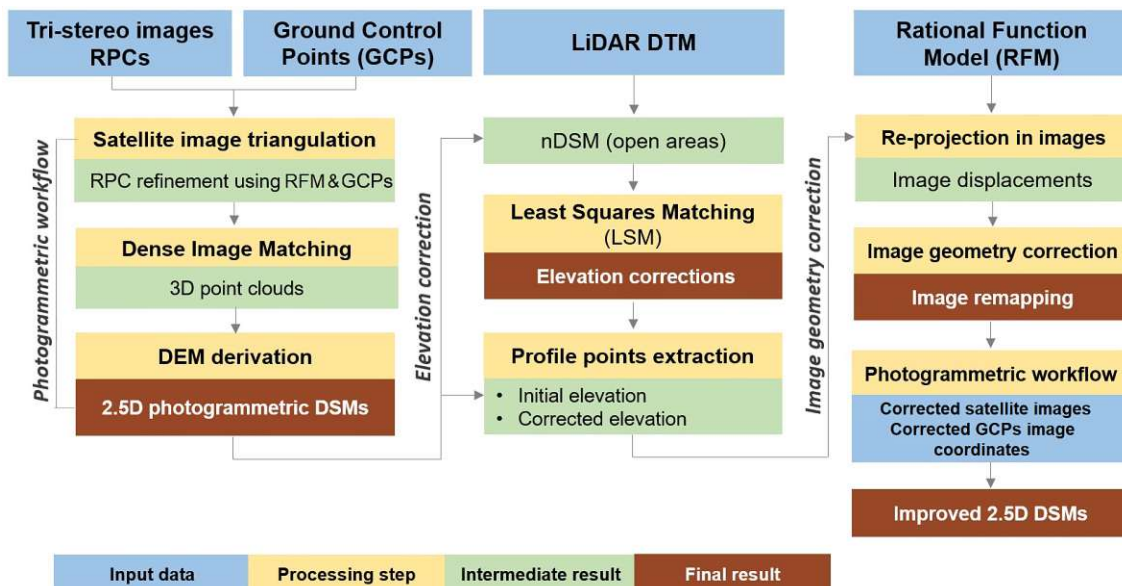 Tri-stereo images
RPCs
Ground Control
Points (GCPs)
LiDAR DTM
Rational Function
Model (RFM)
Photogrammetric workflow
Satellite image triangulation
RPC refinement using RFM & GCPs
Dense Image Matching
3D point clouds
DEM derivation
2.5D photogrammetric DSMs
Elevation correction
nDSM (open areas)
Least Squares Matching
(LSM)
Elevation corrections
Profile points extraction
• Initial elevation
• Corrected elevation
Image geometry correction
Re-projection in images
Image displacements
Image geometry correction
Image remapping
Photogrammetric workflow
Corrected satellite images
Corrected GCPs image
coordinates
Improved 2.5D DSMs
Input data
Processing step
Intermediate result
Final result